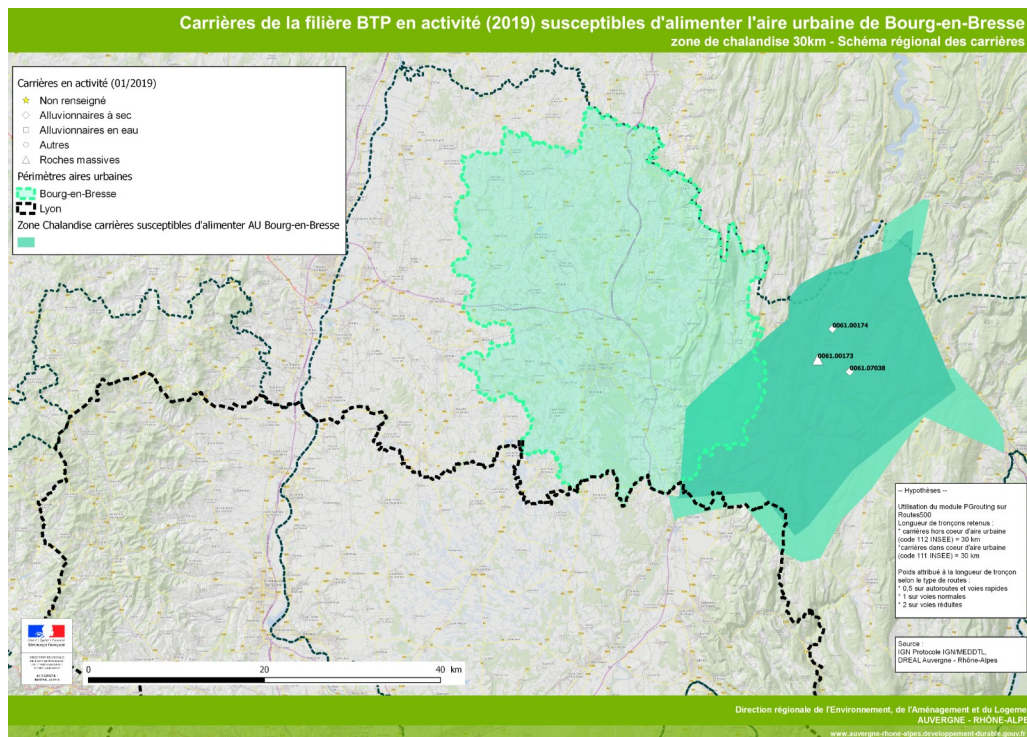 Carrières de la filière BTP en activité (2019) susceptibles d'alimenter l'aire urbaine de Bourg-en-Bresse
zone de chalandise 30km - Schéma régional des carrières
Carrières en activité (01/2019)
Non renseigné
Alluvionnaires à sec
Alluvionnaires en eau
Autres
Roches massives
Périmètres aires urbaines
Bourg-en-Bresse
Lyon
Zone Chalandise carrières susceptibles d'alimenter AU Bourg-en-Bresse
0061.00174
0061.00173
0061.07038
-- Hypothèses --
Utilisation du module PGrouting sur
Routes500
Longueur de tronçons retenus :
* carrières hors coeur d'aire urbaine
(code 112 INSEE) = 30 km
*carrières dans coeur d'aire urbaine
(code 111 INSEE) = 30 km
Poids attribué à la longueur de tronçon
selon le type de routes :
* 0,5 sur autoroutes et voies rapides
* 1 sur voies normales
* 2 sur voies réduites
Source :
IGN Protocole IGN/MEDDTL,
DREAL Auvergne - Rhône-Alpes
0 20 40 km
Direction régionale de l'Environnement, de l'Aménagement et du Logeme
AUVERGNE - RHÔNE-ALPE
www.auvergne-rhone-alpes.developpement-durable.gouv.fr